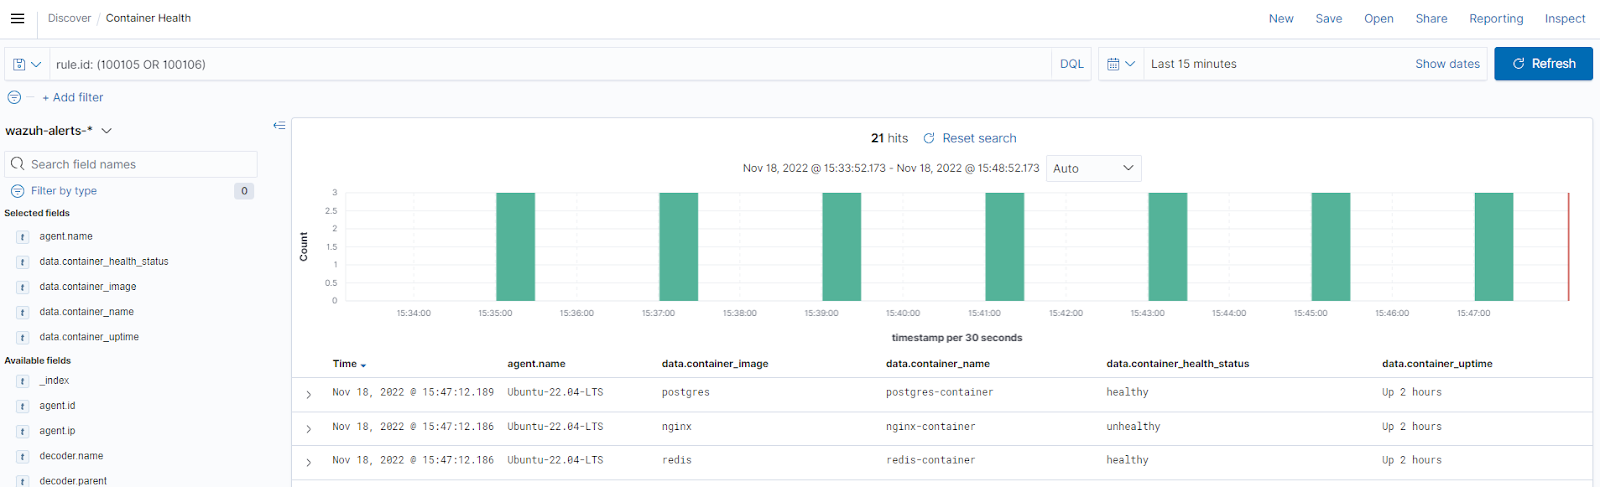 Discover / Container Health New Save Open Share Reporting Inspect
rule.id: (100105 OR 100106) DQL Last 15 minutes Show dates Refresh
+ Add filter
wazuh-alerts-*
Search field names
Filter by type 0
Selected fields
t agent.name
t data.container_health_status
t data.container_image
t data.container_name
t data.container_uptime
Available fields
t _index
t agent.id
t agent.ip
t decoder.name
t decoder.parent
21 hits Reset search
Nov 18, 2022 @ 15:33:52.173 - Nov 18, 2022 @ 15:48:52.173 Auto
Count
3
2.5
2
1.5
1
0.5
0
15:34:00 15:35:00 15:36:00 15:37:00 15:38:00 15:39:00 15:40:00 15:41:00 15:42:00 15:43:00 15:44:00 15:45:00 15:46:00 15:47:00
timestamp per 30 seconds
Time agent.name data.container_image data.container_name data.container_health_status data.container_uptime
Nov 18, 2022 @ 15:47:12.189 Ubuntu-22.04-LTS postgres postgres-container healthy Up 2 hours
Nov 18, 2022 @ 15:47:12.186 Ubuntu-22.04-LTS nginx nginx-container unhealthy Up 2 hours
Nov 18, 2022 @ 15:47:12.186 Ubuntu-22.04-LTS redis redis-container healthy Up 2 hours